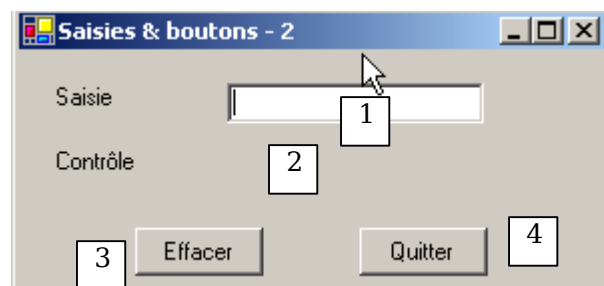 Saisies & boutons - 2
Saisie
1
Contrôle 2
3 Effacer Quitter 4